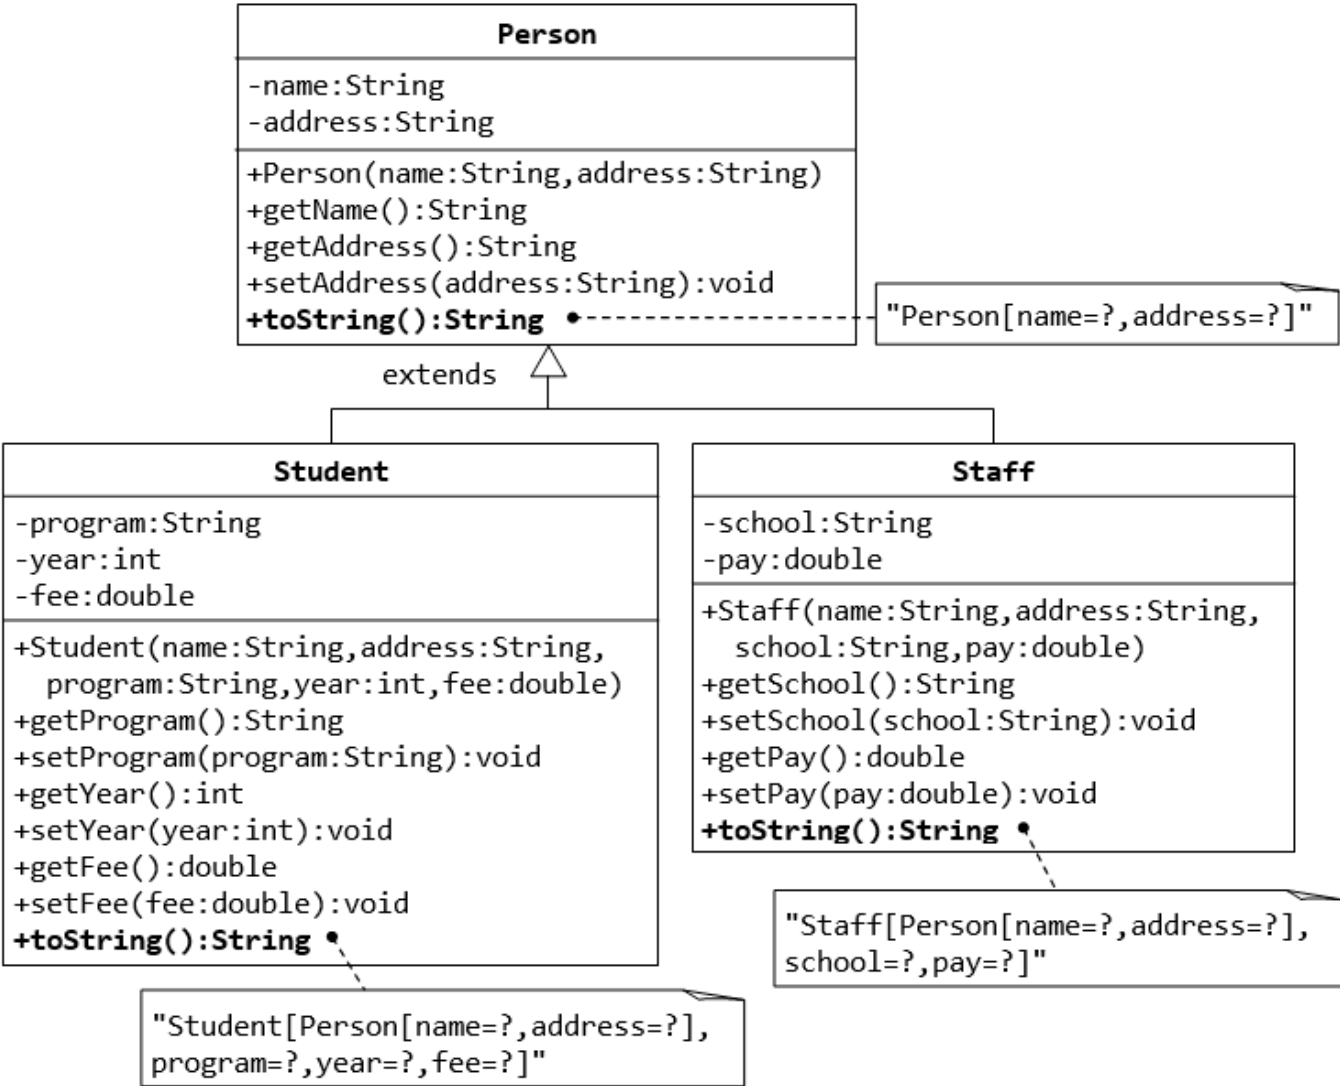 Person
-name:String
-address:String
+Person(name:String,address:String)
+getName():String
+getAddress():String
+setAddress(address:String):void
+toString():String
"Person[name=?,address=?]"
extends
Student
-program:String
-year:int
-fee:double
+Student(name:String,address:String,
program:String,year:int,fee:double)
+getProgram():String
+setProgram(program:String):void
+getYear():int
+setYear(year:int):void
+getFee():double
+setFee(fee:double):void
+toString():String
"Student[Person[name=?,address=?],
program=?,year=?,fee=?]"
Staff
-school:String
-pay:double
+Staff(name:String,address:String,
school:String,pay:double)
+getSchool():String
+setSchool(school:String):void
+getPay():double
+setPay(pay:double):void
+toString():String
"Staff[Person[name=?,address=?],
school=?,pay=?]"